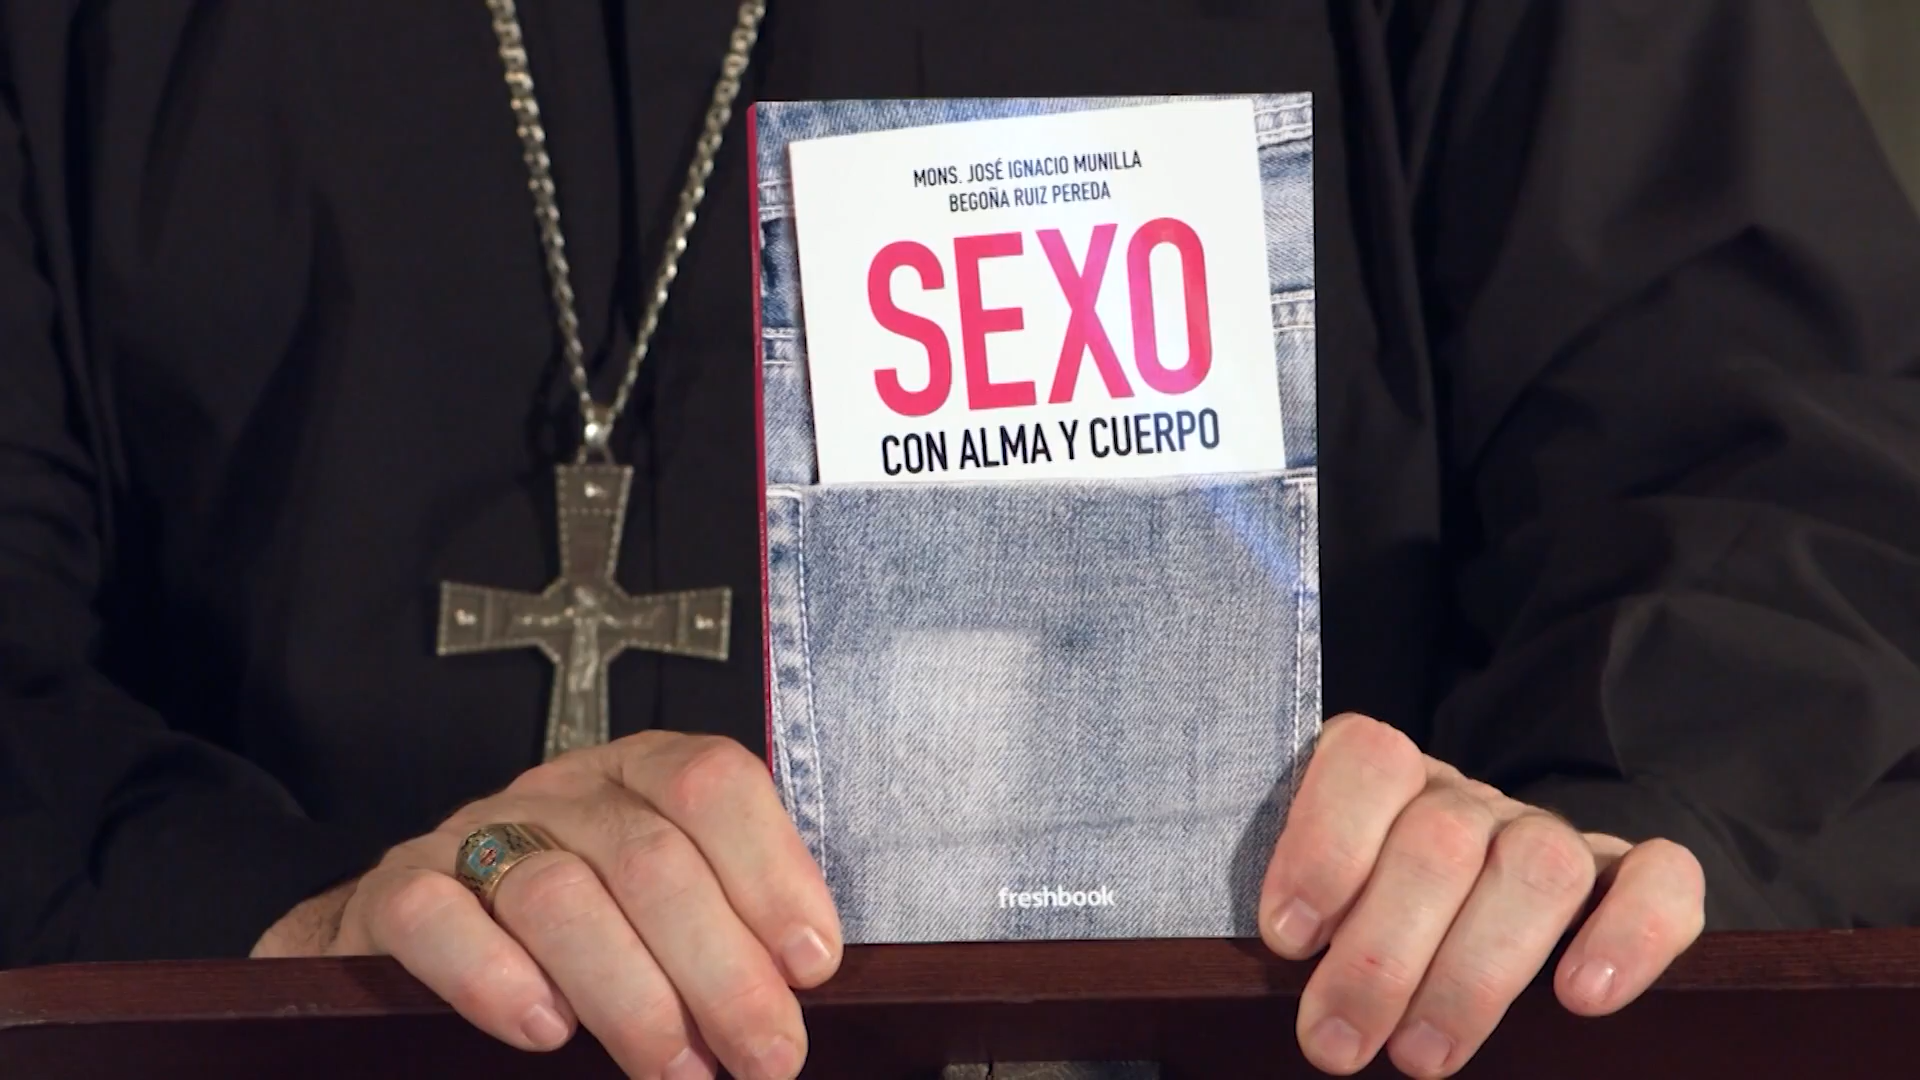 MONS. JOSÉ IGNACIO MUNILLA
BEGOÑA RUIZ PEREDA
SEXO
CON ALMA Y CUERPO
freshbook